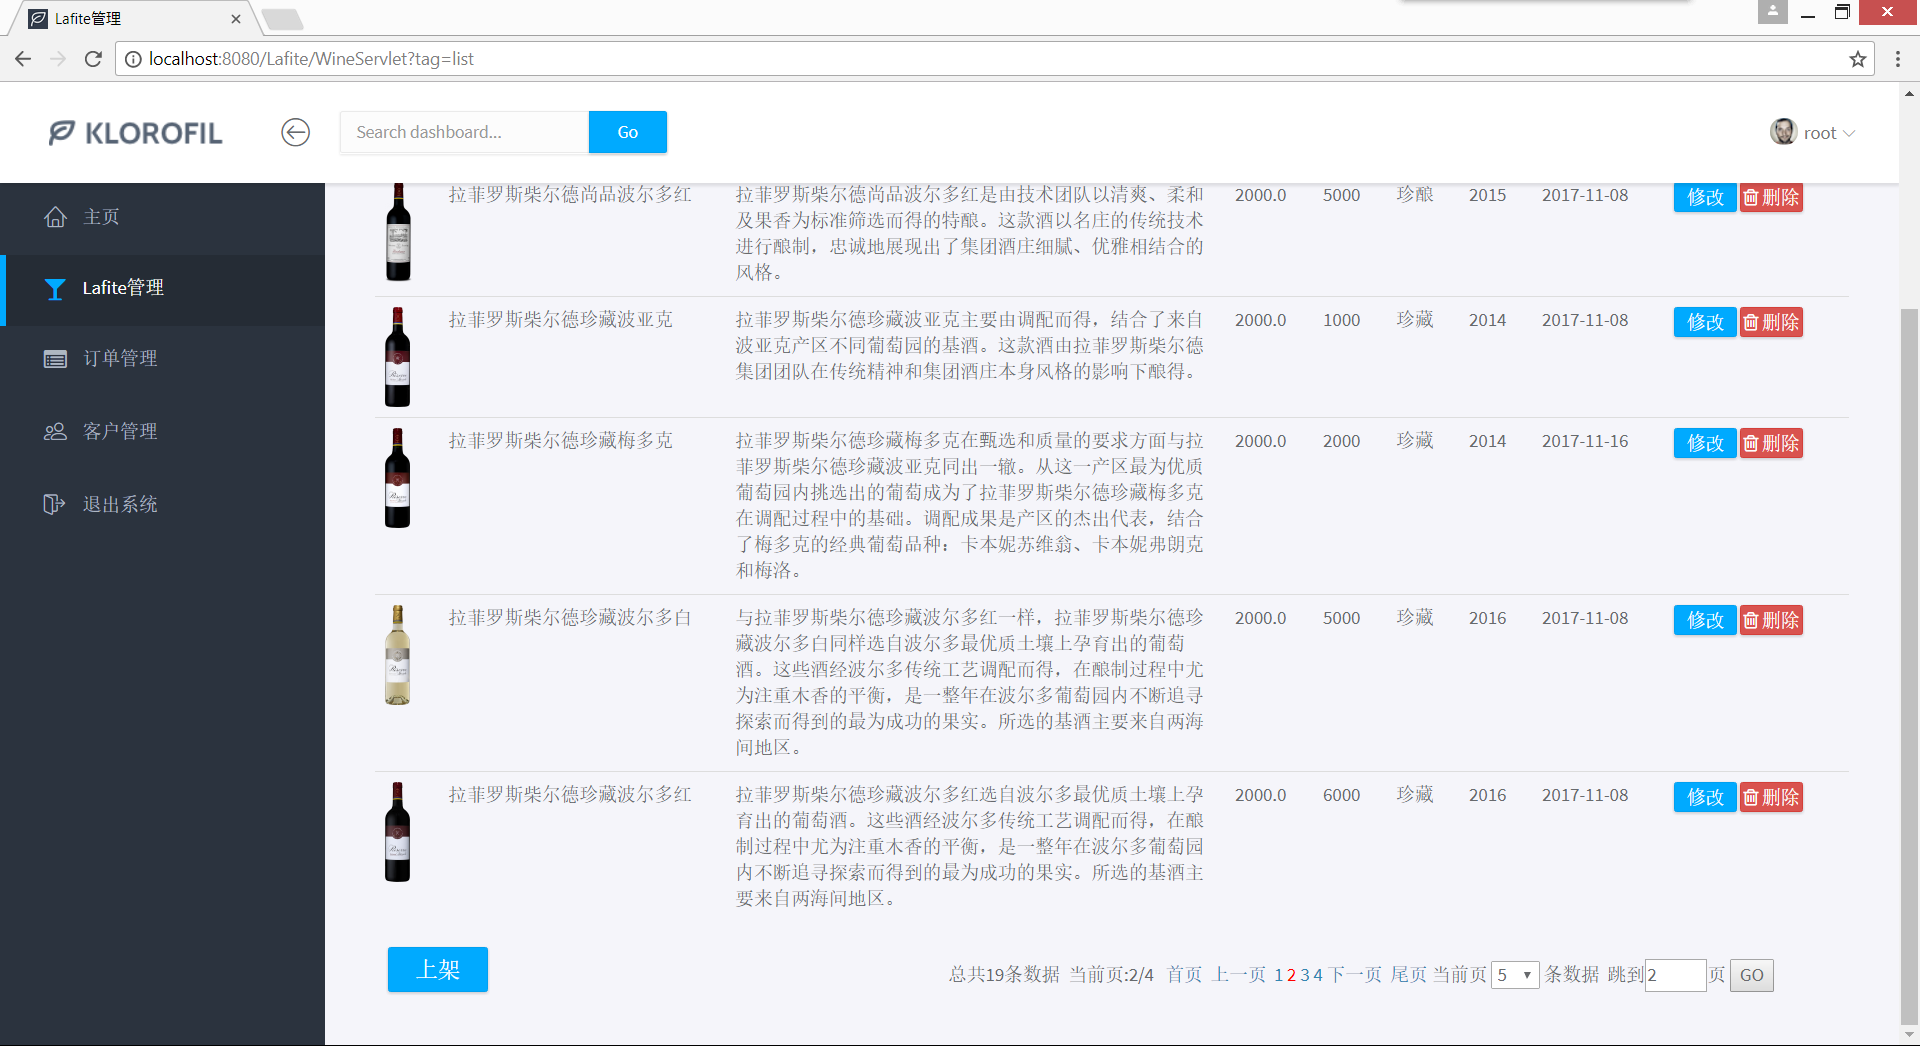 Lafite管理
localhost:8080/Lafite/WineServlet?tag=list
KLOROFIL
Search dashboard...
Go
root
主页
Lafite管理
订单管理
客户管理
退出系统
拉菲罗斯柴尔德尚品波尔多红
拉菲罗斯柴尔德尚品波尔多红是由技术团队以清爽、柔和
及果香为标准筛选而得的特酿。这款酒以名庄的传统技术
进行酿制，忠诚地展现出了集团酒庄细腻、优雅相结合的
风格。
2000.0
5000
珍酿
2015
2017-11-08
修改
删除
拉菲罗斯柴尔德珍藏波亚克
拉菲罗斯柴尔德珍藏波亚克主要由调配而得，结合了来自
波亚克产区不同葡萄园的基酒。这款酒由拉菲罗斯柴尔德
集团团队在传统精神和集团酒庄本身风格的影响下酿得。
2000.0
1000
珍藏
2014
2017-11-08
修改
删除
拉菲罗斯柴尔德珍藏梅多克
拉菲罗斯柴尔德珍藏梅多克在甄选和质量的要求方面与拉
菲罗斯柴尔德珍藏波亚克同出一辙。从这一产区最为优质
葡萄园内挑选出的葡萄成为了拉菲罗斯柴尔德珍藏梅多克
在调配过程中的基础。调配成果是产区的杰出代表，结合
了梅多克的经典葡萄品种：卡本妮苏维翁、卡本妮弗朗克
和梅洛。
2000.0
2000
珍藏
2014
2017-11-16
修改
删除
拉菲罗斯柴尔德珍藏波尔多白
与拉菲罗斯柴尔德珍藏波尔多红一样，拉菲罗斯柴尔德珍
藏波尔多白同样选自波尔多最优质土壤上孕育出的葡萄
酒。这些酒经波尔多传统工艺调配而得，在酿制过程中尤
为注重木香的平衡，是一整年在波尔多葡萄园内不断追寻
探索而得到的最为成功的果实。所选的基酒主要来自两海
间地区。
2000.0
5000
珍藏
2016
2017-11-08
修改
删除
拉菲罗斯柴尔德珍藏波尔多红
拉菲罗斯柴尔德珍藏波尔多红选自波尔多最优质土壤上孕
育出的葡萄酒。这些酒经波尔多传统工艺调配而得，在酿
制过程中尤为注重木香的平衡，是一整年在波尔多葡萄园
内不断追寻探索而得到的最为成功的果实。所选的基酒主
要来自两海间地区。
2000.0
6000
珍藏
2016
2017-11-08
修改
删除
上架
总共19条数据 当前页:2/4 首页 上一页 1 2 3 4 下一页 尾页 当前页 5 条数据 跳到 2 页 GO